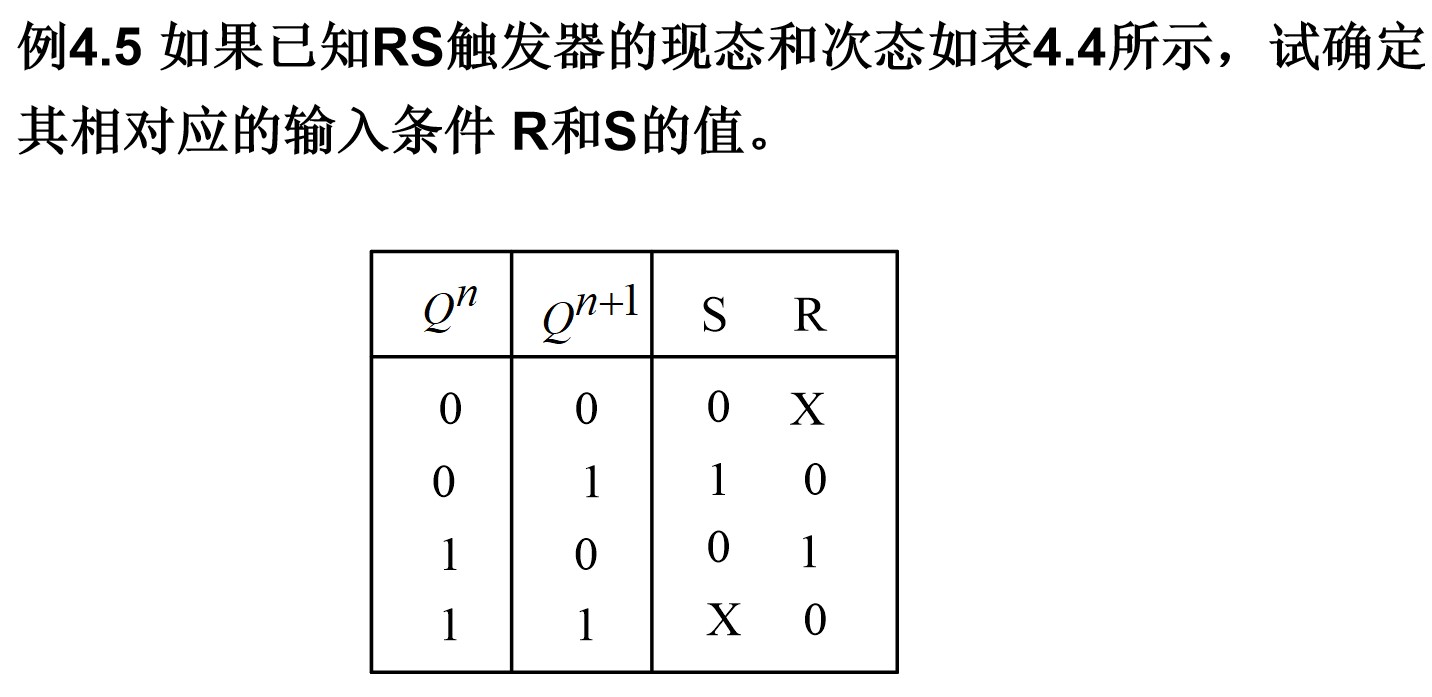 例4.5 如果已知RS触发器的现态和次态如表4.4所示，试确定
其相对应的输入条件 R和S的值。
Qⁿ Qⁿ⁺¹ S R
0 0 0 X
0 1 1 0
1 0 0 1
1 1 X 0